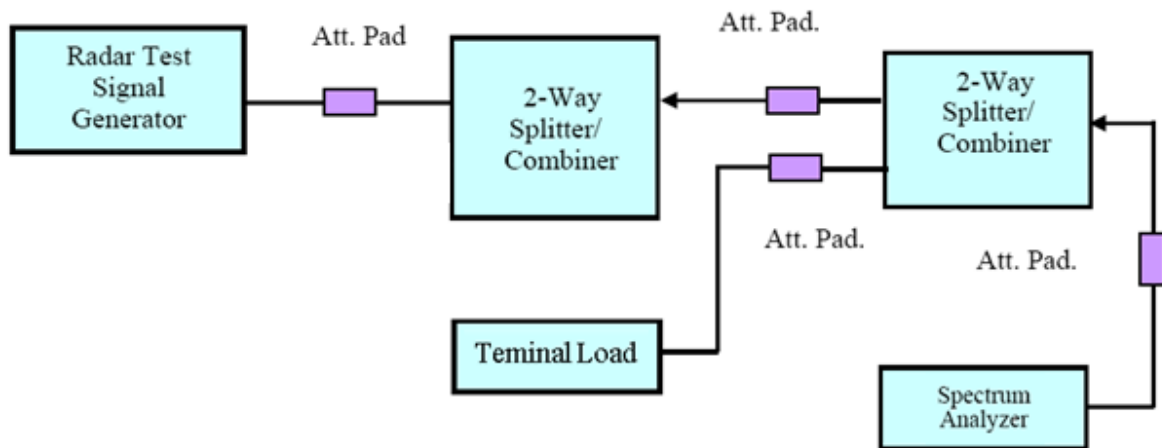 Radar Test
Signal
Generator
Att. Pad
2-Way
Splitter/
Combiner
Att. Pad.
2-Way
Splitter/
Combiner
Att. Pad.
Att. Pad.
Teminal Load
Spectrum
Analyzer